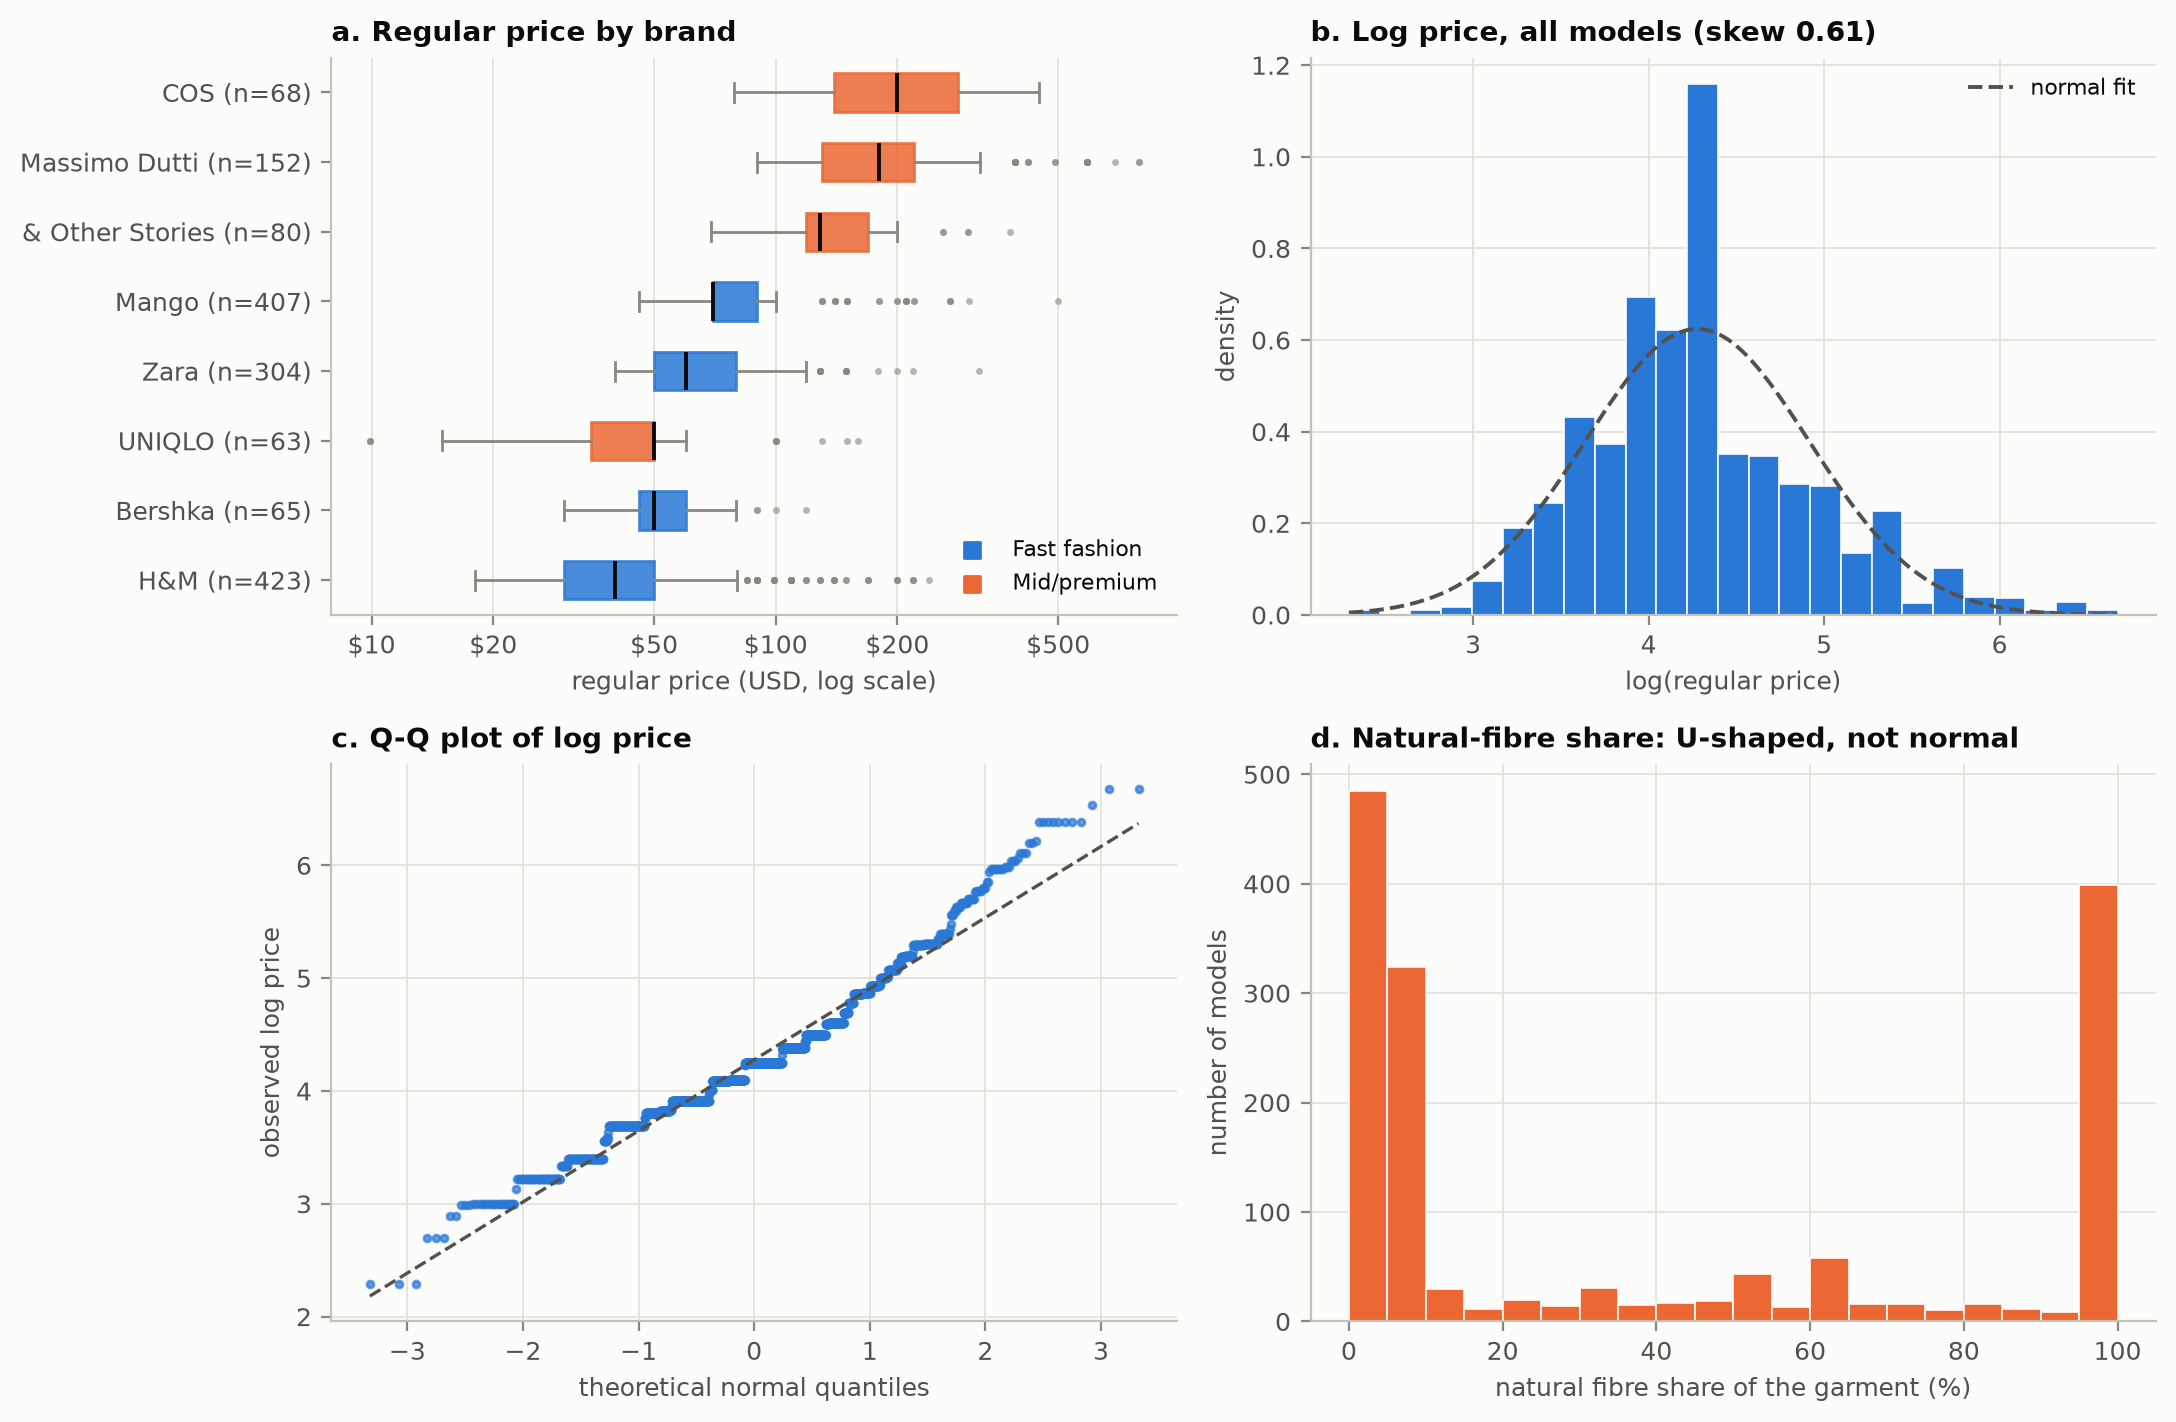 a. Regular price by brand
COS (n=68)
Massimo Dutti (n=152)
& Other Stories (n=80)
Mango (n=407)
Zara (n=304)
UNIQLO (n=63)
Bershka (n=65)
H&M (n=423)
Fast fashion
Mid/premium
$10 $20 $50 $100 $200 $500
regular price (USD, log scale)
b. Log price, all models (skew 0.61)
normal fit
density
1.2
1.0
0.8
0.6
0.4
0.2
0.0
3 4 5 6
log(regular price)
c. Q-Q plot of log price
observed log price
6
5
4
3
2
−3 −2 −1 0 1 2 3
theoretical normal quantiles
d. Natural-fibre share: U-shaped, not normal
number of models
500
400
300
200
100
0
0 20 40 60 80 100
natural fibre share of the garment (%)